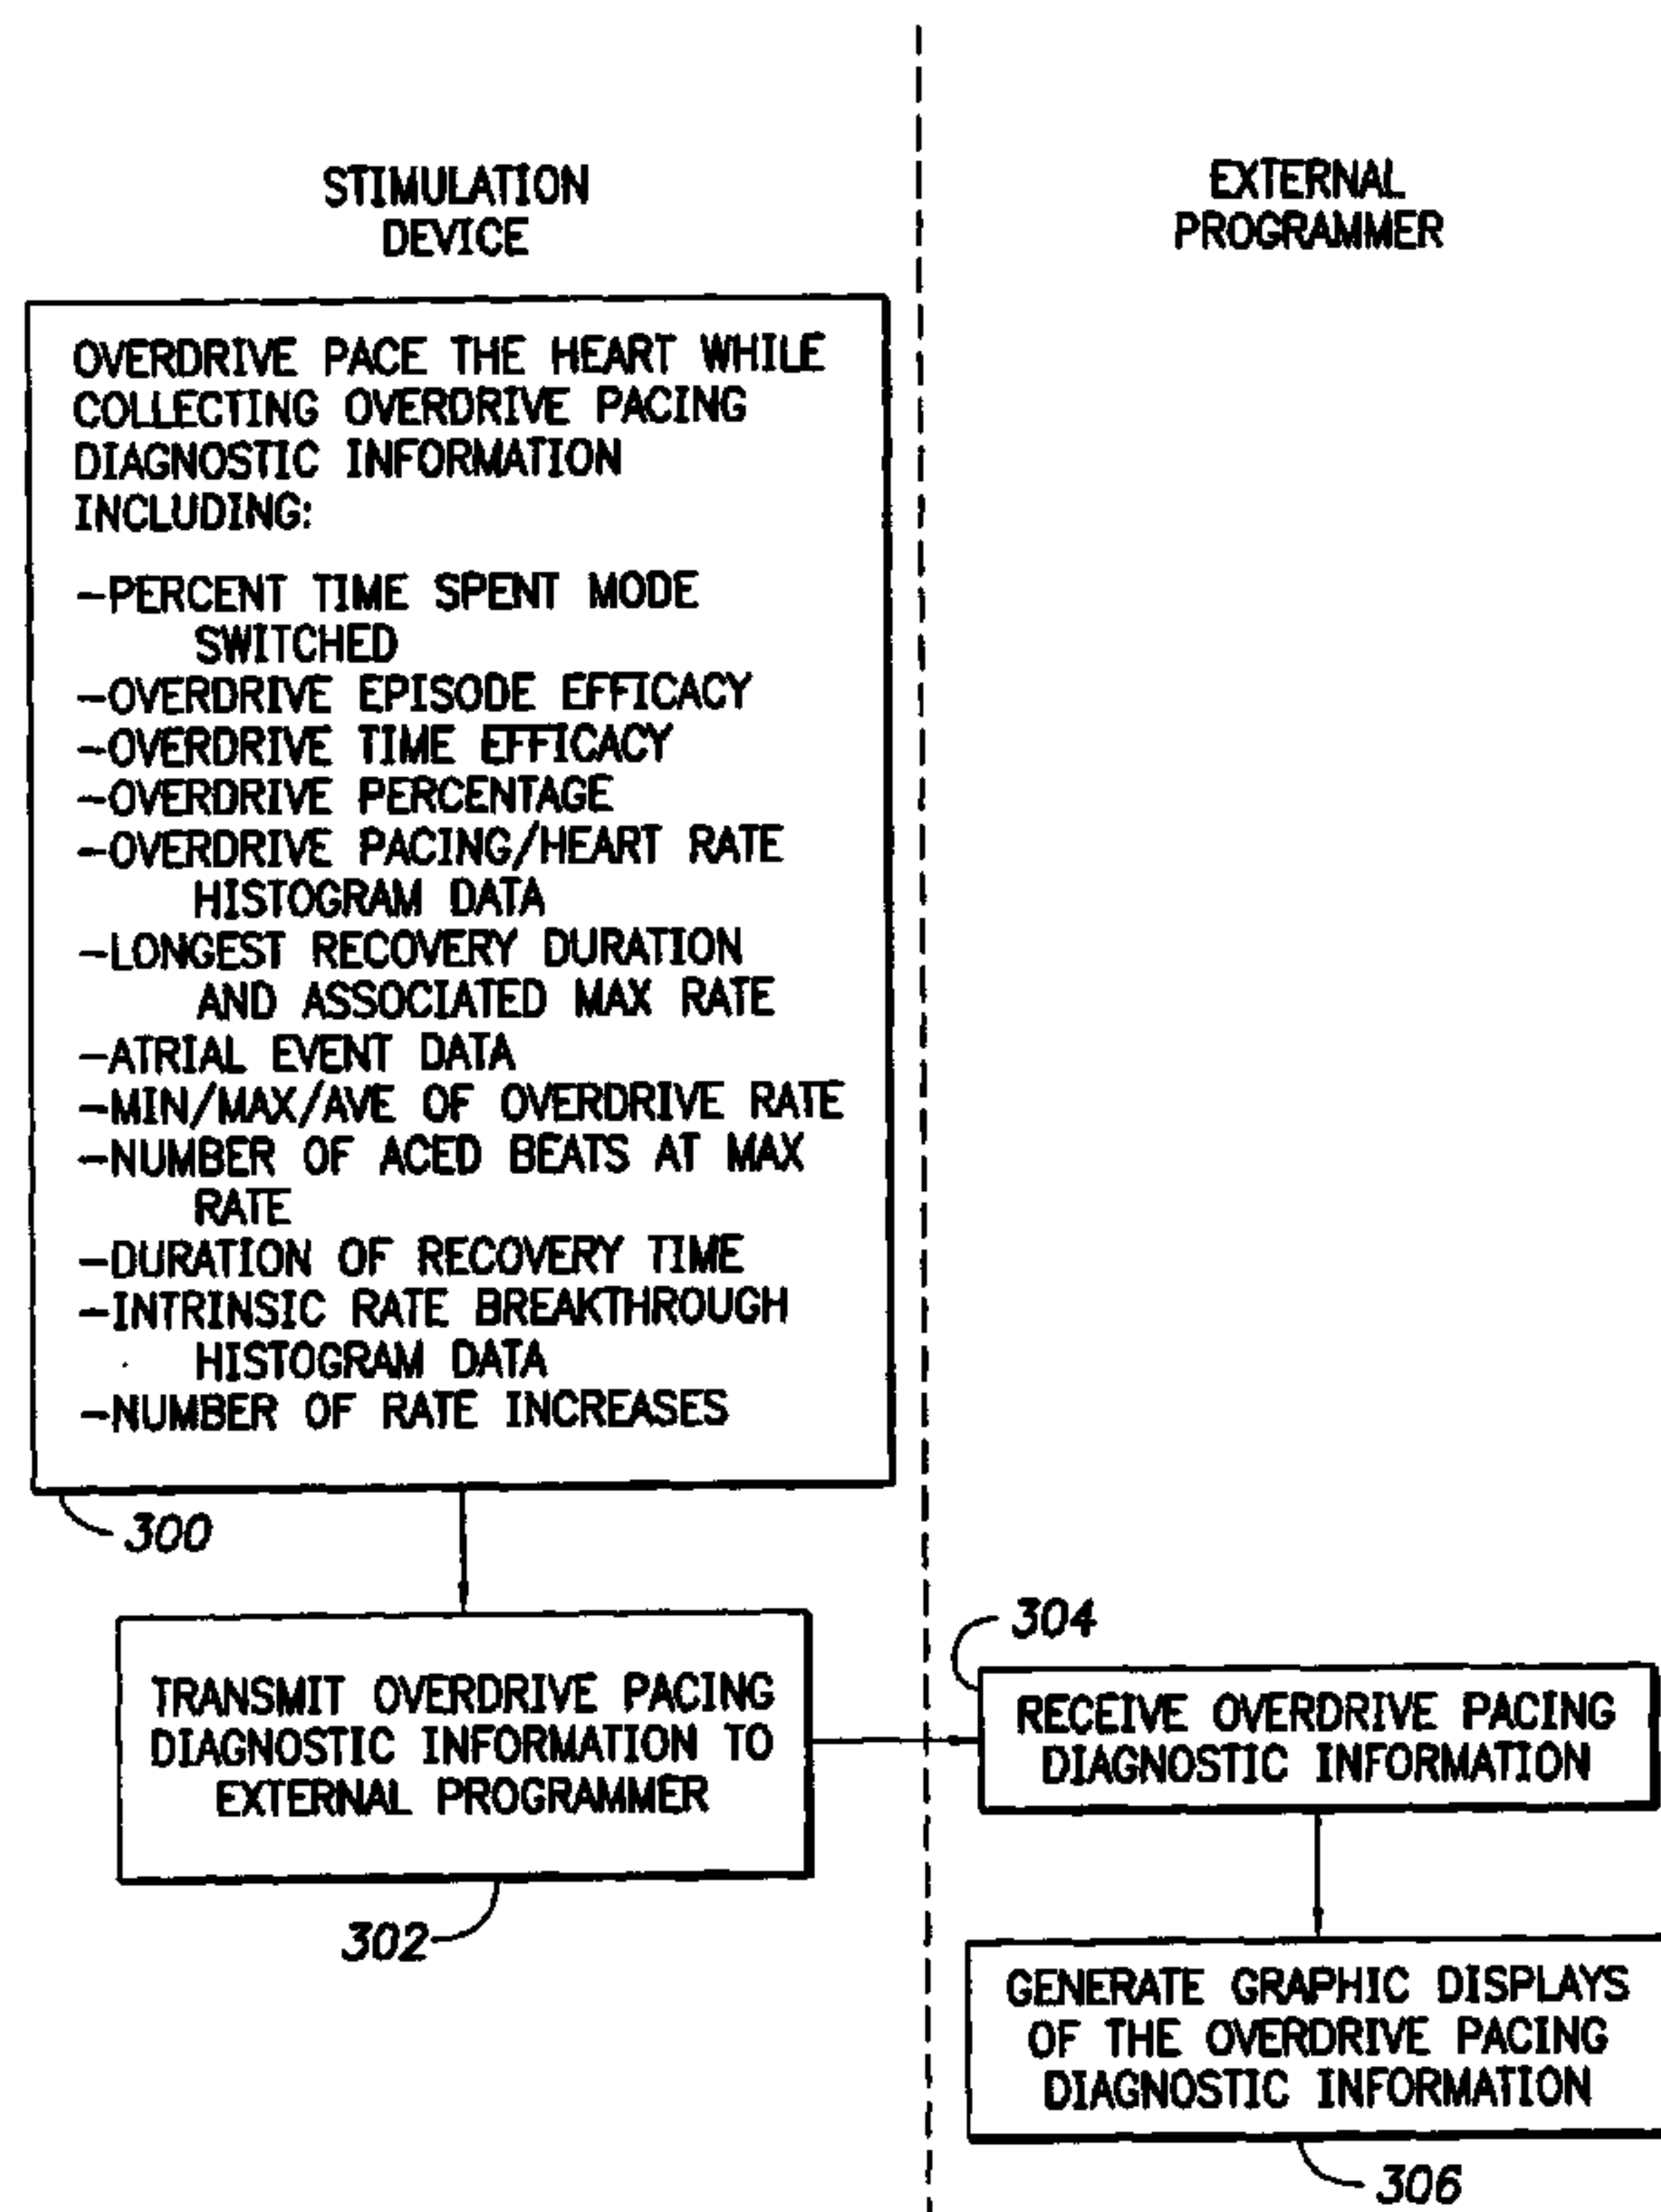 STIMULATION
DEVICE
EXTERNAL
PROGRAMMER
OVERDRIVE PACE THE HEART WHILE
COLLECTING OVERDRIVE PACING
DIAGNOSTIC INFORMATION
INCLUDING:
-PERCENT TIME SPENT MODE
SWITCHED
-OVERDRIVE EPISODE EFFICACY
-OVERDRIVE TIME EFFICACY
-OVERDRIVE PERCENTAGE
-OVERDRIVE PACING/HEART RATE
HISTOGRAM DATA
-LONGEST RECOVERY DURATION
AND ASSOCIATED MAX RATE
-ATRIAL EVENT DATA
-MIN/MAX/AVE OF OVERDRIVE RATE
-NUMBER OF ACED BEATS AT MAX
RATE
-DURATION OF RECOVERY TIME
-INTRINSIC RATE BREAKTHROUGH
HISTOGRAM DATA
-NUMBER OF RATE INCREASES
300
TRANSMIT OVERDRIVE PACING
DIAGNOSTIC INFORMATION TO
EXTERNAL PROGRAMMER
302
304
RECEIVE OVERDRIVE PACING
DIAGNOSTIC INFORMATION
GENERATE GRAPHIC DISPLAYS
OF THE OVERDRIVE PACING
DIAGNOSTIC INFORMATION
306